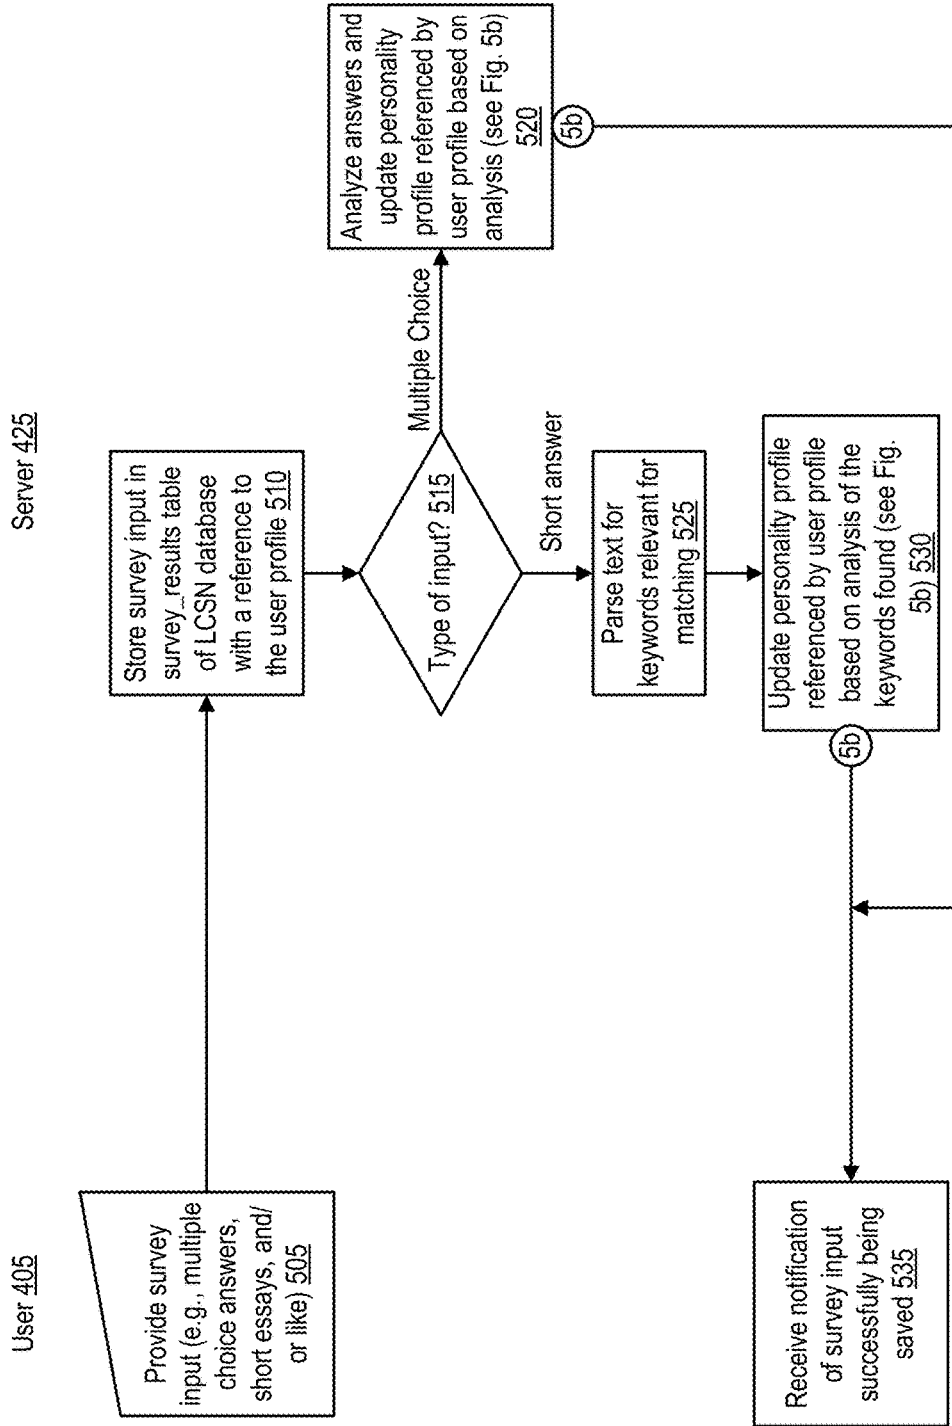 User 405
Server 425
Provide survey
input (e.g., multiple
choice answers,
short essays, and/
or like) 505
Store survey input in
survey_results table
of LCSN database
with a reference to
the user profile 510
Type of input? 515
Multiple Choice
Analyze answers and
update personality
profile referenced by
user profile based on
analysis (see Fig. 5b)
520
5b
Short answer
Parse text for
keywords relevant for
matching 525
Update personality profile
referenced by user profile
based on analysis of the
keywords found (see Fig.
5b) 530
5b
Receive notification
of survey input
successfully being
saved 535